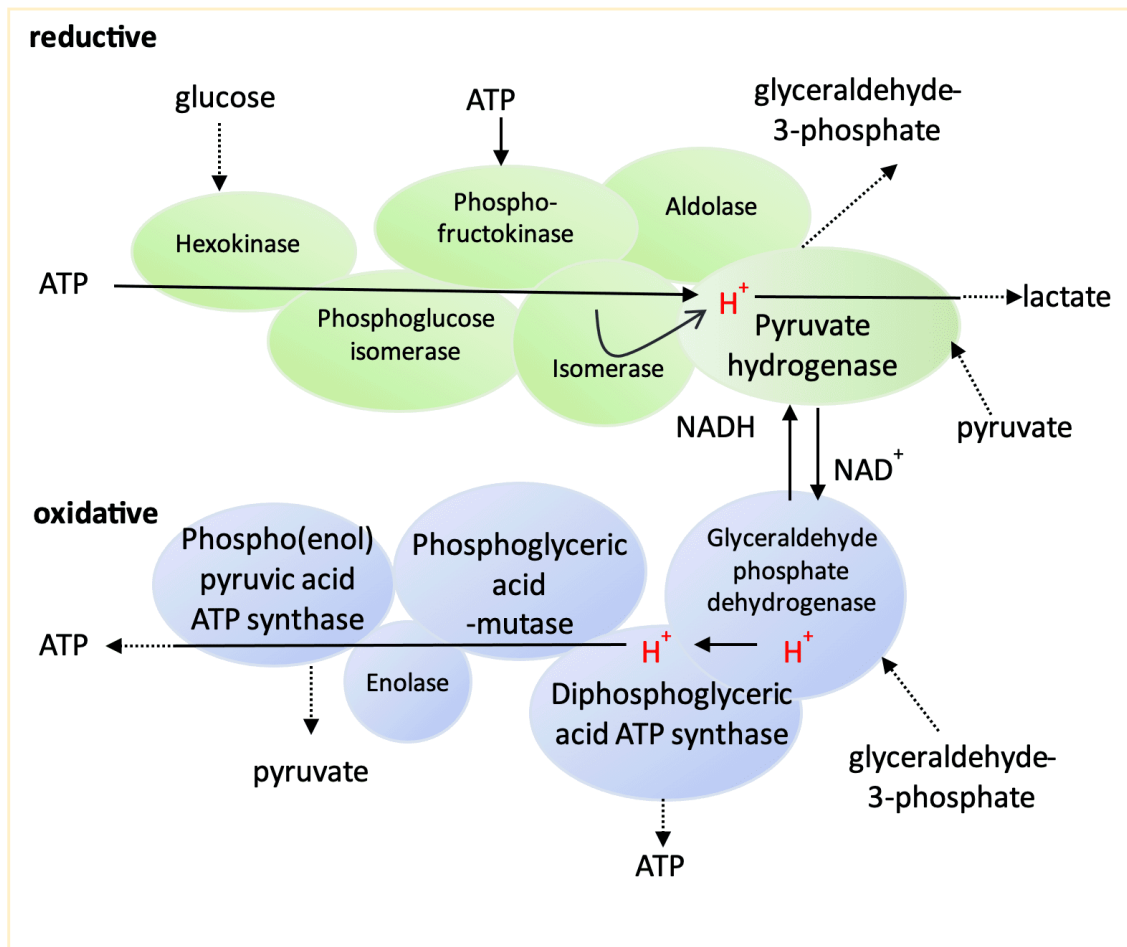 reductive
glucose
ATP
glyceraldehyde-
3-phosphate
Hexokinase
Phospho-
fructokinase
Aldolase
ATP
H+
lactate
Phosphoglucose
isomerase
Isomerase
Pyruvate
hydrogenase
NADH
pyruvate
NAD+
oxidative
Phospho(enol)
pyruvic acid
ATP synthase
Phosphoglyceric
acid
-mutase
Glyceraldehyde
phosphate
dehydrogenase
ATP
H+
H+
Enolase
Diphosphoglyceric
acid ATP synthase
pyruvate
glyceraldehyde-
3-phosphate
ATP